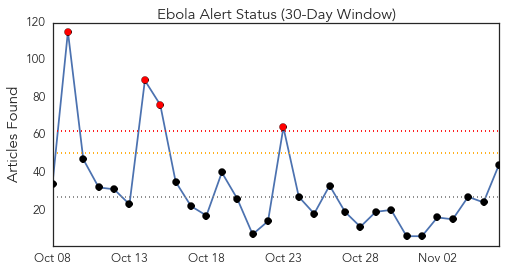 Ebola Alert Status (30-Day Window)
120
100
80
60
40
20
Articles Found
Oct 08 Oct 13 Oct 18 Oct 23 Oct 28 Nov 02